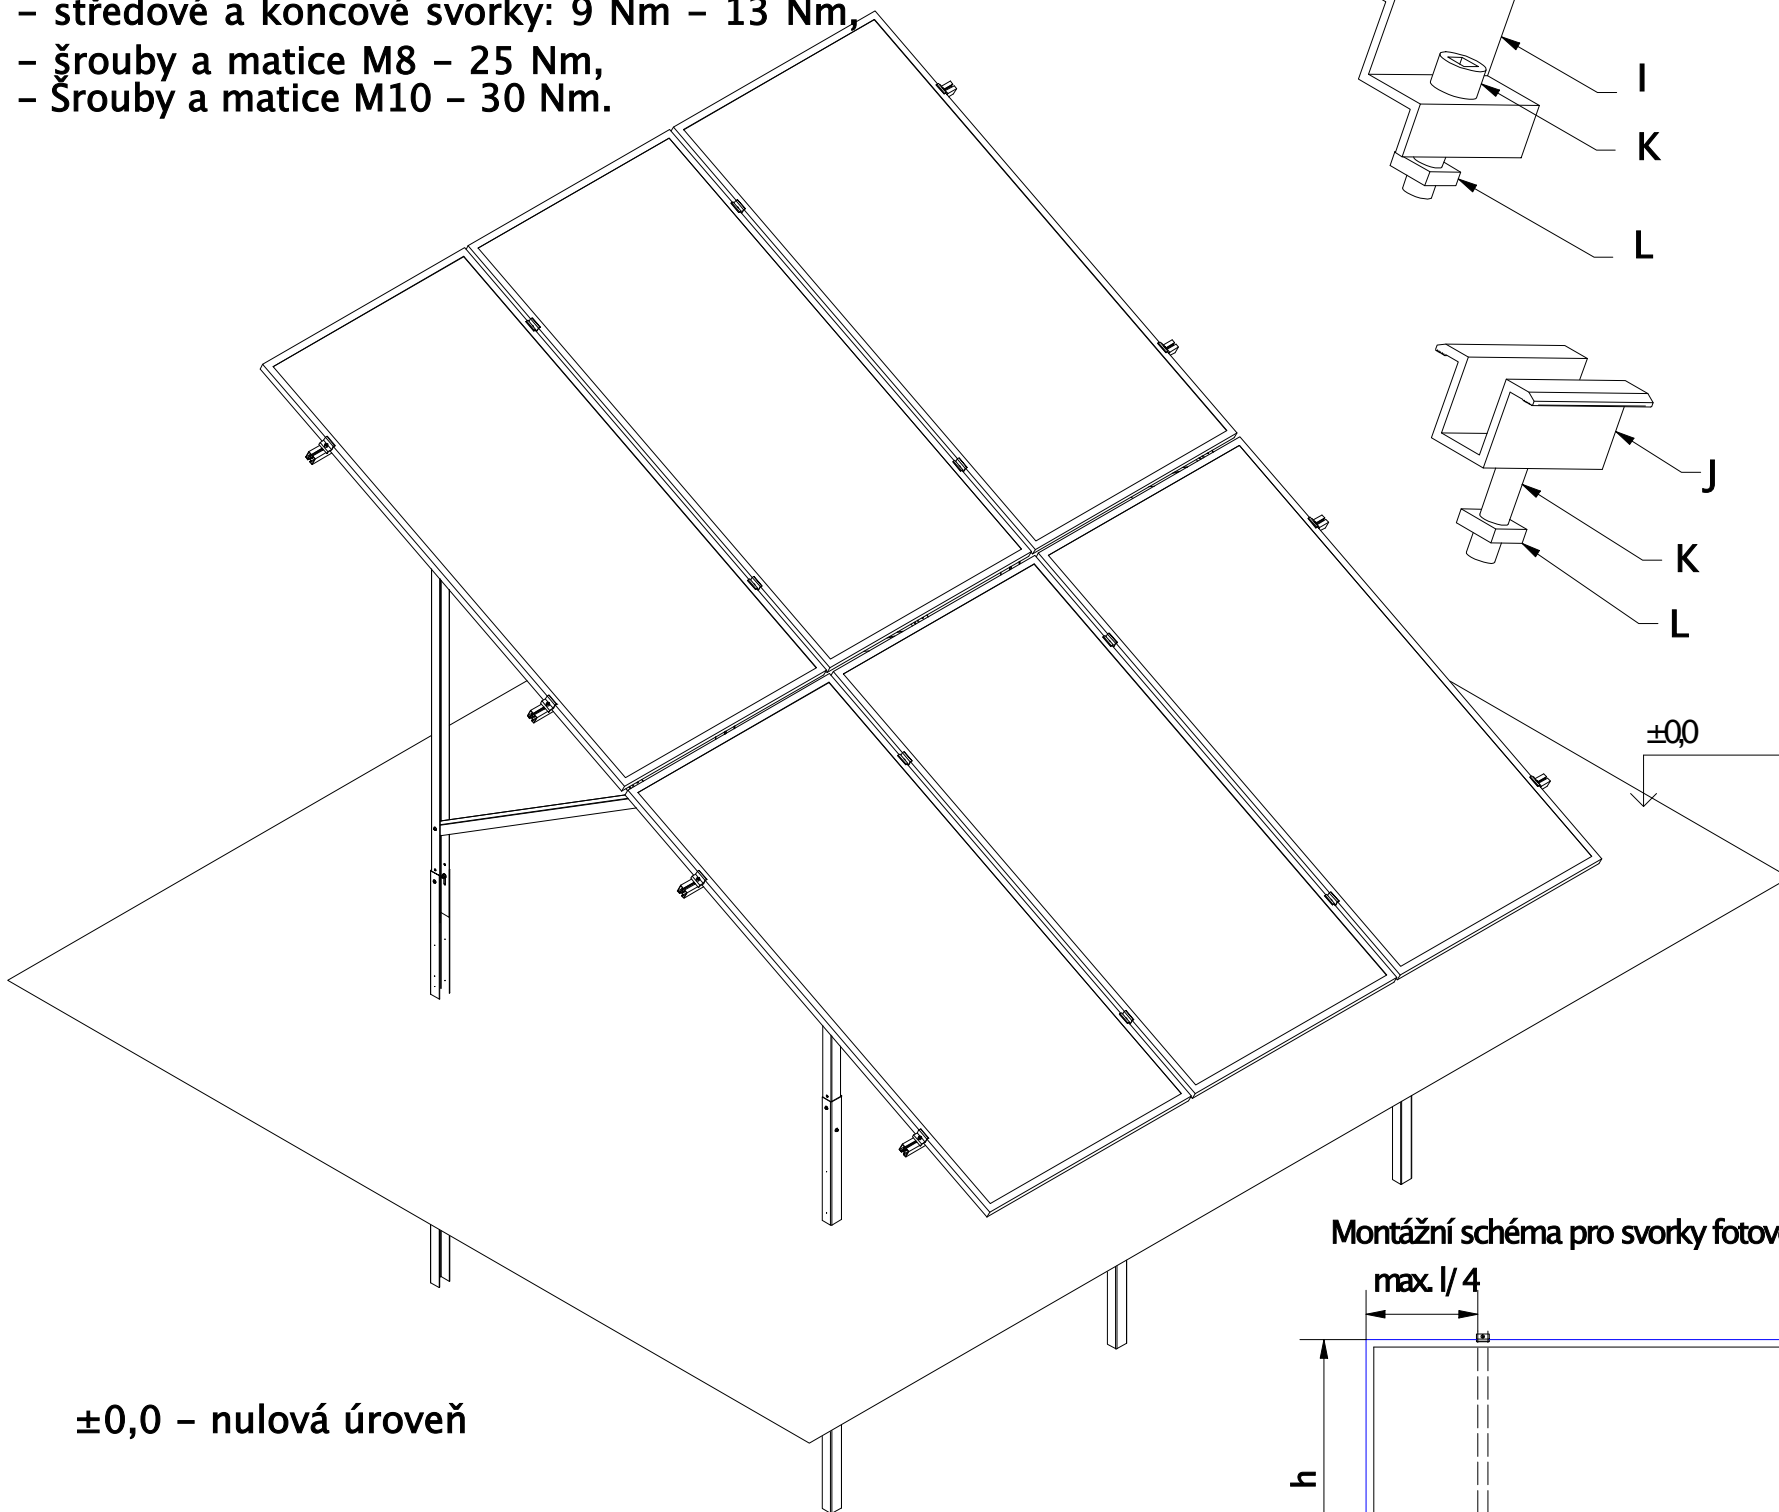 - středové a koncové svorky: 9 Nm - 13 Nm,
- šrouby a matice M8 - 25 Nm,
- Šrouby a matice M10 - 30 Nm.
I
K
L
J
K
L
±0,0
Montážní schéma pro svorky fotov
max. l/ 4
h
±0,0 - nulová úroveň